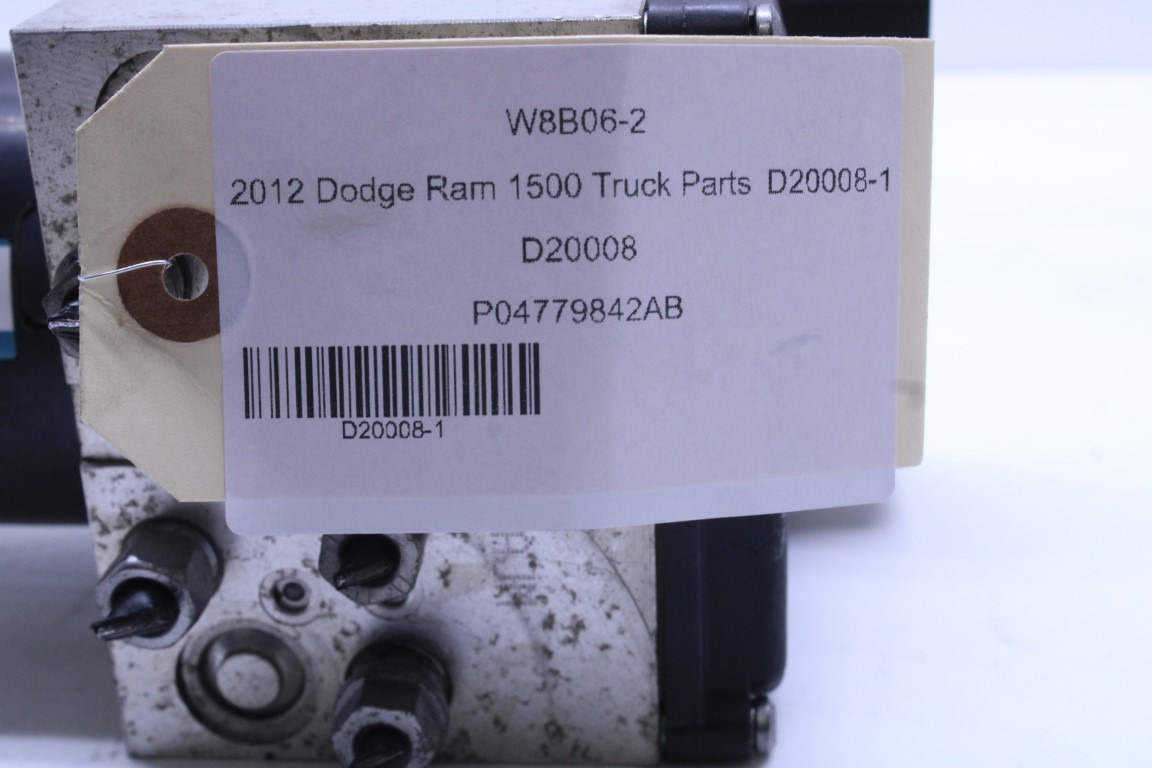 W8B06-2
2012 Dodge Ram 1500 Truck Parts D20008-1
D20008
P04779842AB
D20008-1